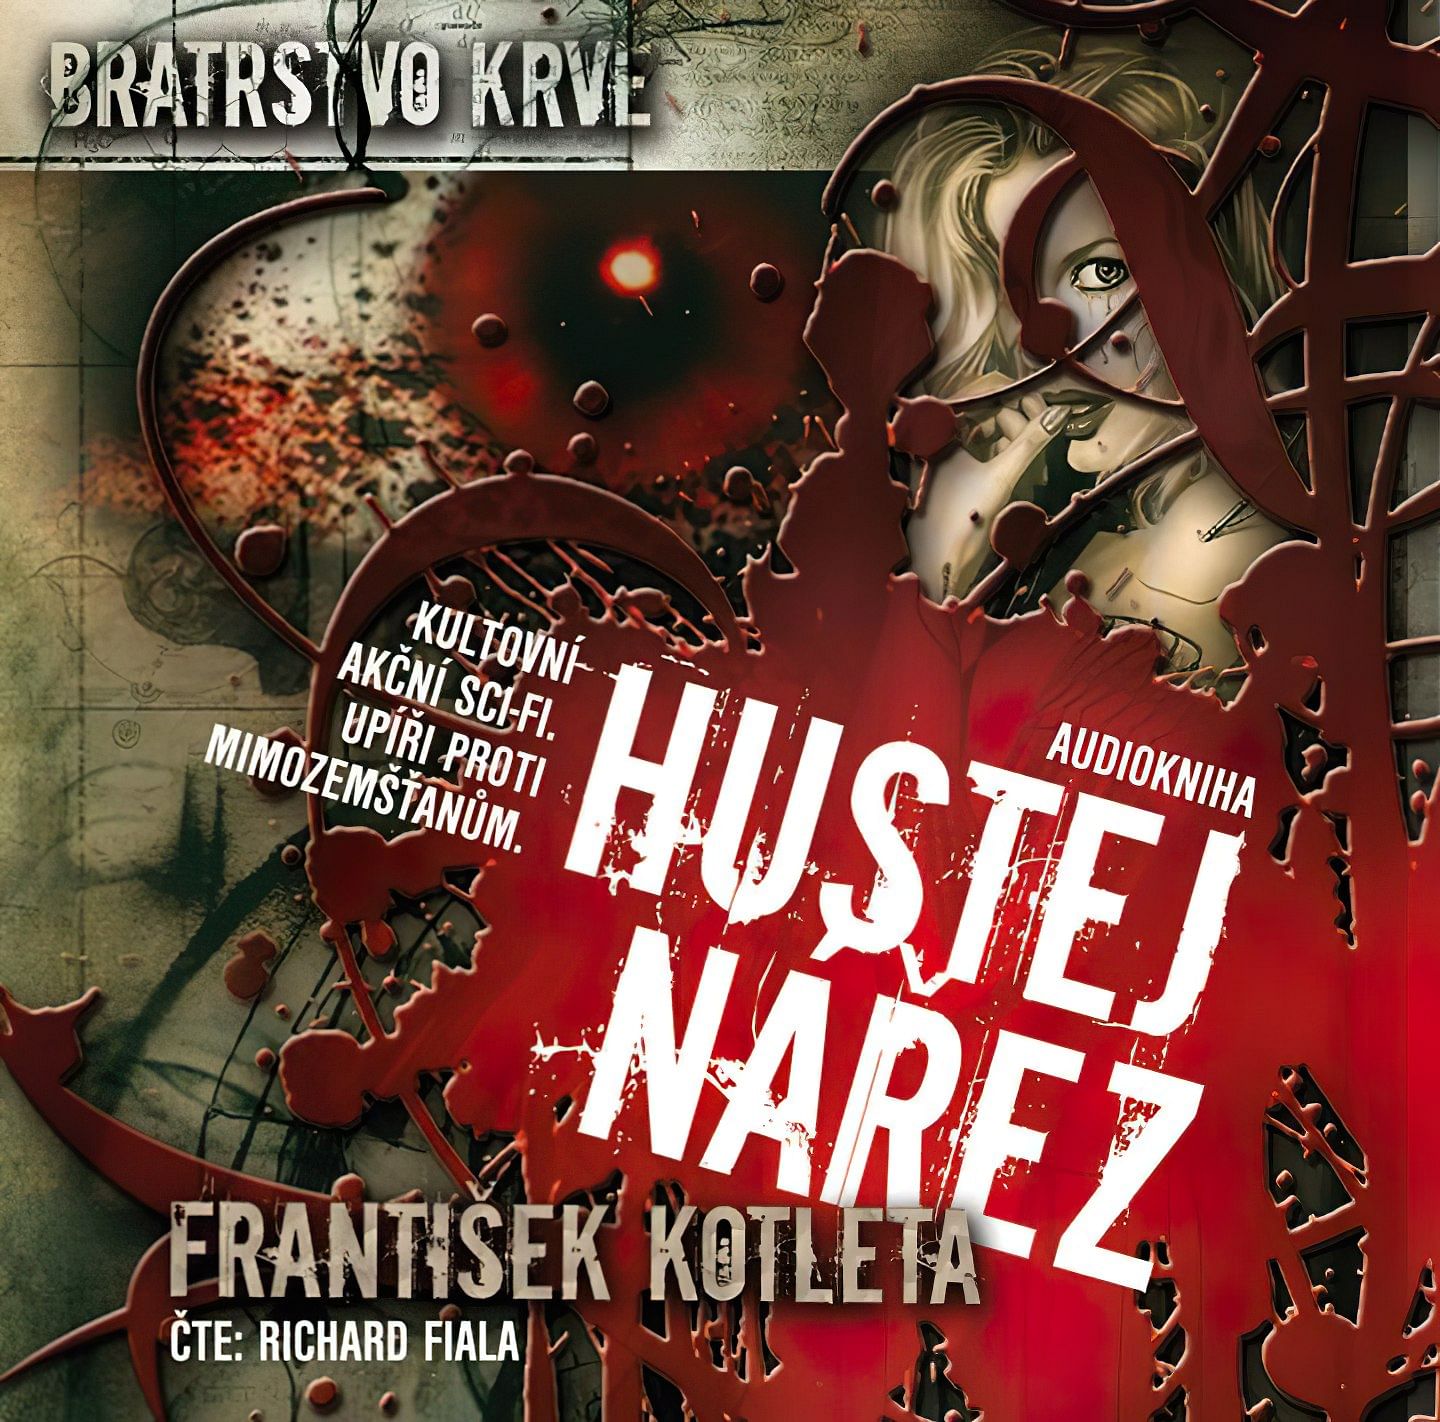 BRATRSTVO KRVE
KULTOVNÍ
AKČNÍ SCI-FI.
UPÍŘI PROTI
MIMOZEMŠŤANŮM.
AUDIOKNIHA
HUSTEJ
NÁŘEZ
FRANTIŠEK KOTLETA
ČTE: RICHARD FIALA